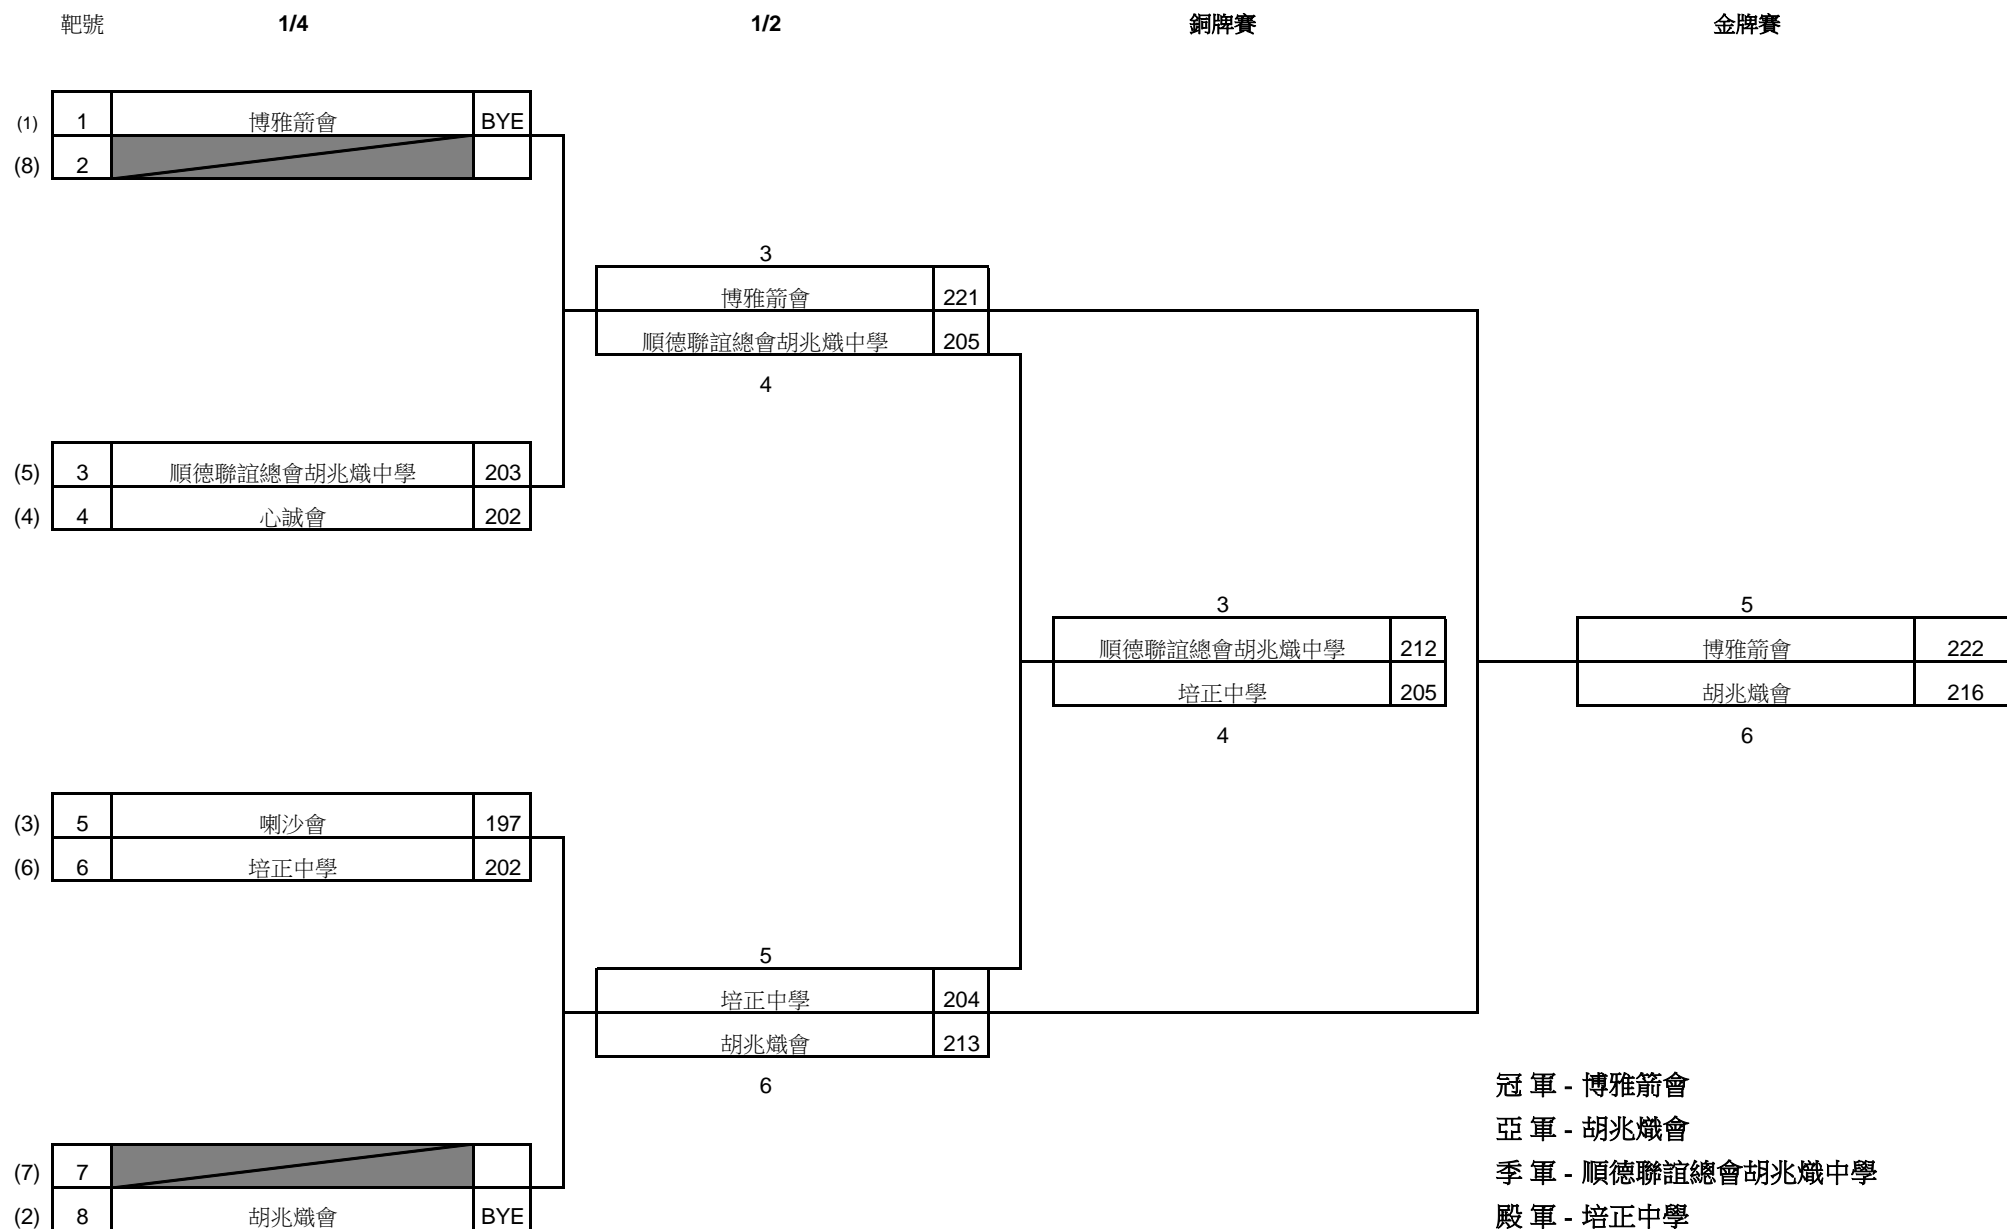 靶號 1/4 1/2 銅牌賽 金牌賽
(1) 1 博雅箭會 BYE
(8) 2
3
博雅箭會 221
順德聯誼總會胡兆熾中學 205
4
(5) 3 順德聯誼總會胡兆熾中學 203
(4) 4 心誠會 202
3 5
順德聯誼總會胡兆熾中學 212 博雅箭會 222
培正中學 205 胡兆熾會 216
4 6
(3) 5 喇沙會 197
(6) 6 培正中學 202
5
培正中學 204
胡兆熾會 213
6
冠 軍 - 博雅箭會
亞 軍 - 胡兆熾會
(7) 7
季 軍 - 順德聯誼總會胡兆熾中學
(2) 8 胡兆熾會 BYE
殿 軍 - 培正中學